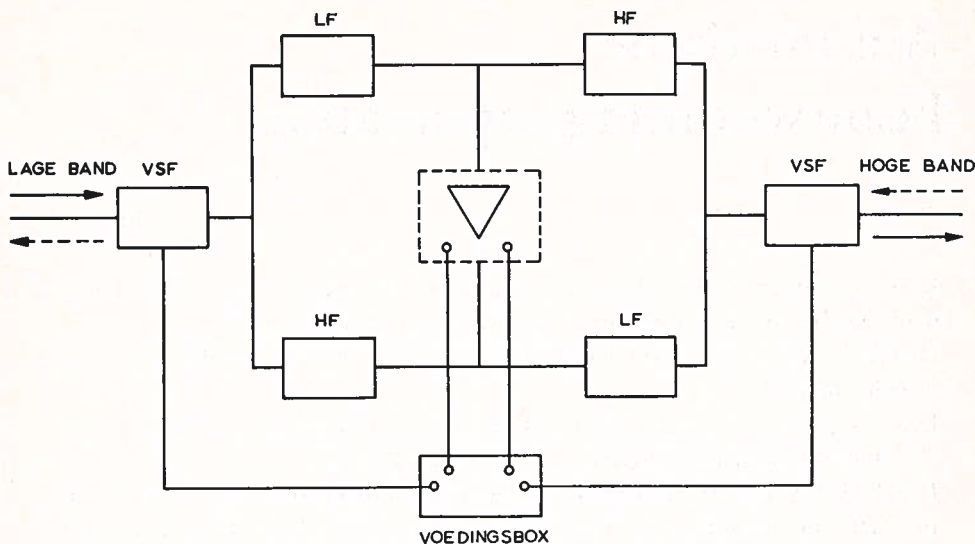 LF
HF
LAGE BAND
VSF
VSF
HOGE BAND
HF
LF
VOEDINGSBOX